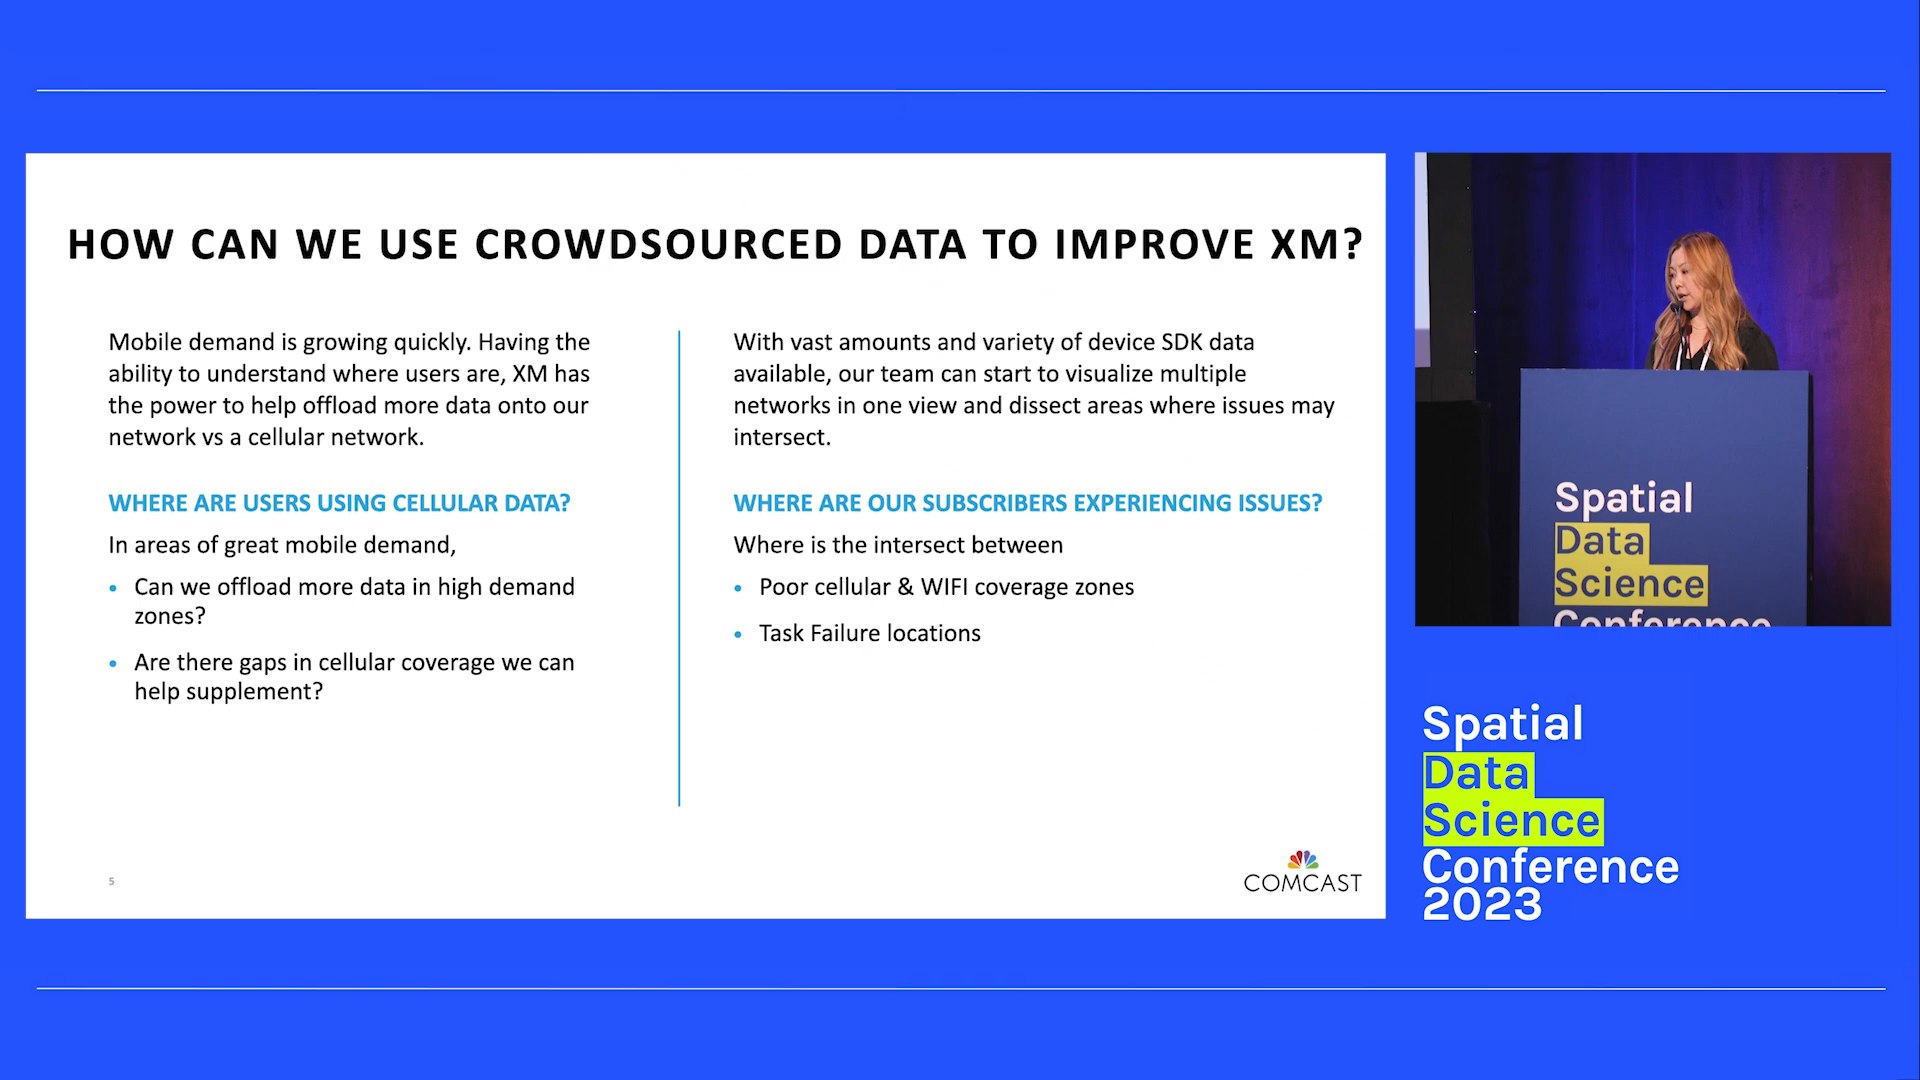 HOW CAN WE USE CROWDSOURCED DATA TO IMPROVE XM?
Mobile demand is growing quickly. Having the
ability to understand where users are, XM has
the power to help offload more data onto our
network vs a cellular network.
WHERE ARE USERS USING CELLULAR DATA?
In areas of great mobile demand,
• Can we offload more data in high demand
zones?
• Are there gaps in cellular coverage we can
help supplement?
With vast amounts and variety of device SDK data
available, our team can start to visualize multiple
networks in one view and dissect areas where issues may
intersect.
WHERE ARE OUR SUBSCRIBERS EXPERIENCING ISSUES?
Where is the intersect between
• Poor cellular & WIFI coverage zones
• Task Failure locations
5
COMCAST
Spatial
Data
Science
Conference
Spatial
Data
Science
Conference
2023